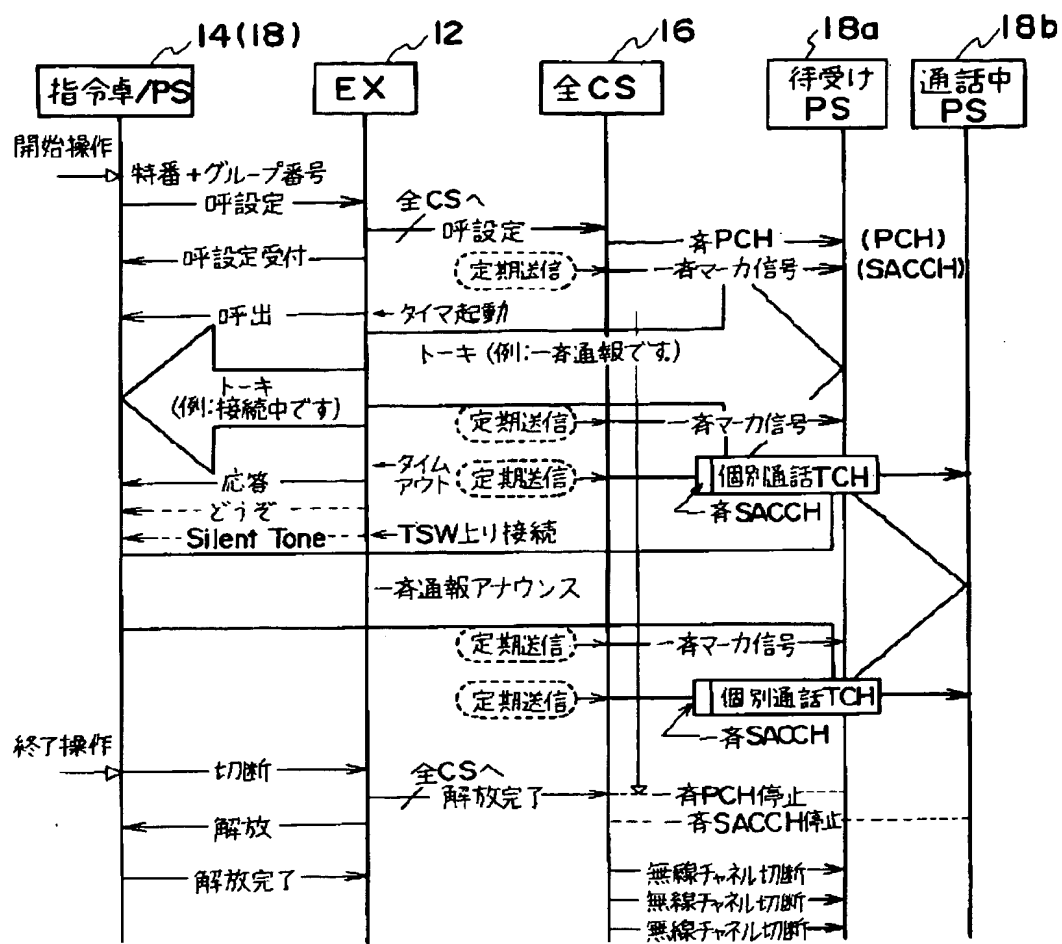 14(18)
12
16
18a
18b
指令卓/PS
EX
全CS
待受け
PS
通話中
PS
開始操作
特番+グループ番号
呼設定
全CSへ
呼設定
一斉PCH
(PCH)
呼設定受付
定期送信
一斉マーカ信号
(SACCH)
呼出
タイマ起動
トーキ(例:一斉通報です)
トーキ
(例:接続中です)
定期送信
一斉マーカ信号
応答
タイム
アウト
定期送信
個別通話TCH
どうぞ
一斉SACCH
Silent Tone
TSW上り接続
一斉通報アナウンス
定期送信
一斉マーカ信号
定期送信
個別通話TCH
一斉SACCH
終了操作
切断
全CSへ
解放完了
一斉PCH停止
解放
一斉SACCH停止
解放完了
無線チャネル切断
無線チャネル切断
無線チャネル切断